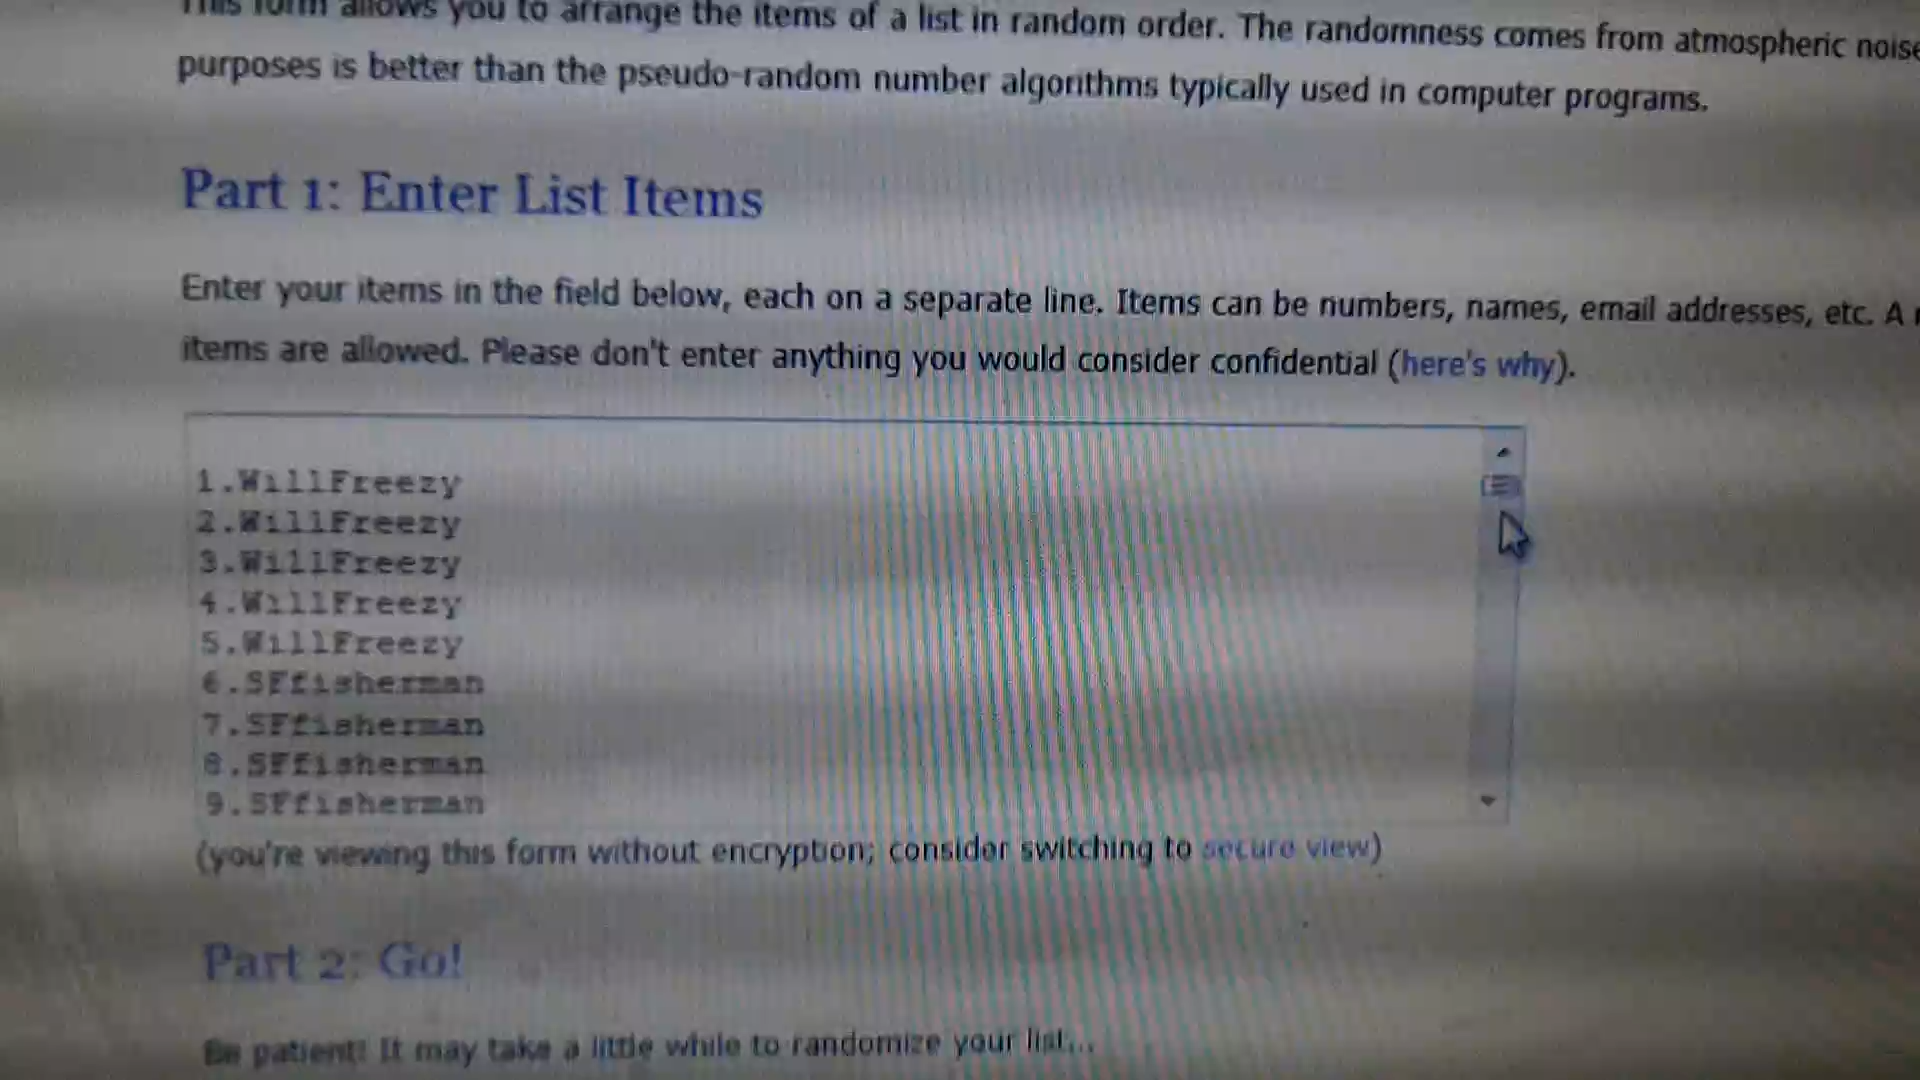 This form allows you to arrange the items of a list in random order. The randomness comes from atmospheric noise
purposes is better than the pseudo-random number algorithms typically used in computer programs.
Part 1: Enter List Items
Enter your items in the field below, each on a separate line. Items can be numbers, names, email addresses, etc. A
items are allowed. Please don't enter anything you would consider confidential (here's why).
1.WillFreezy
2.WillFreezy
3.WillFreezy
4.WillFreezy
5.WillFreezy
6.SFfisherman
7.SFfisherman
8.SFfisherman
9.SFfisherman
(you're viewing this form without encryption; consider switching to secure view)
Part 2: Go!
Be patient! It may take a little while to randomize your list...